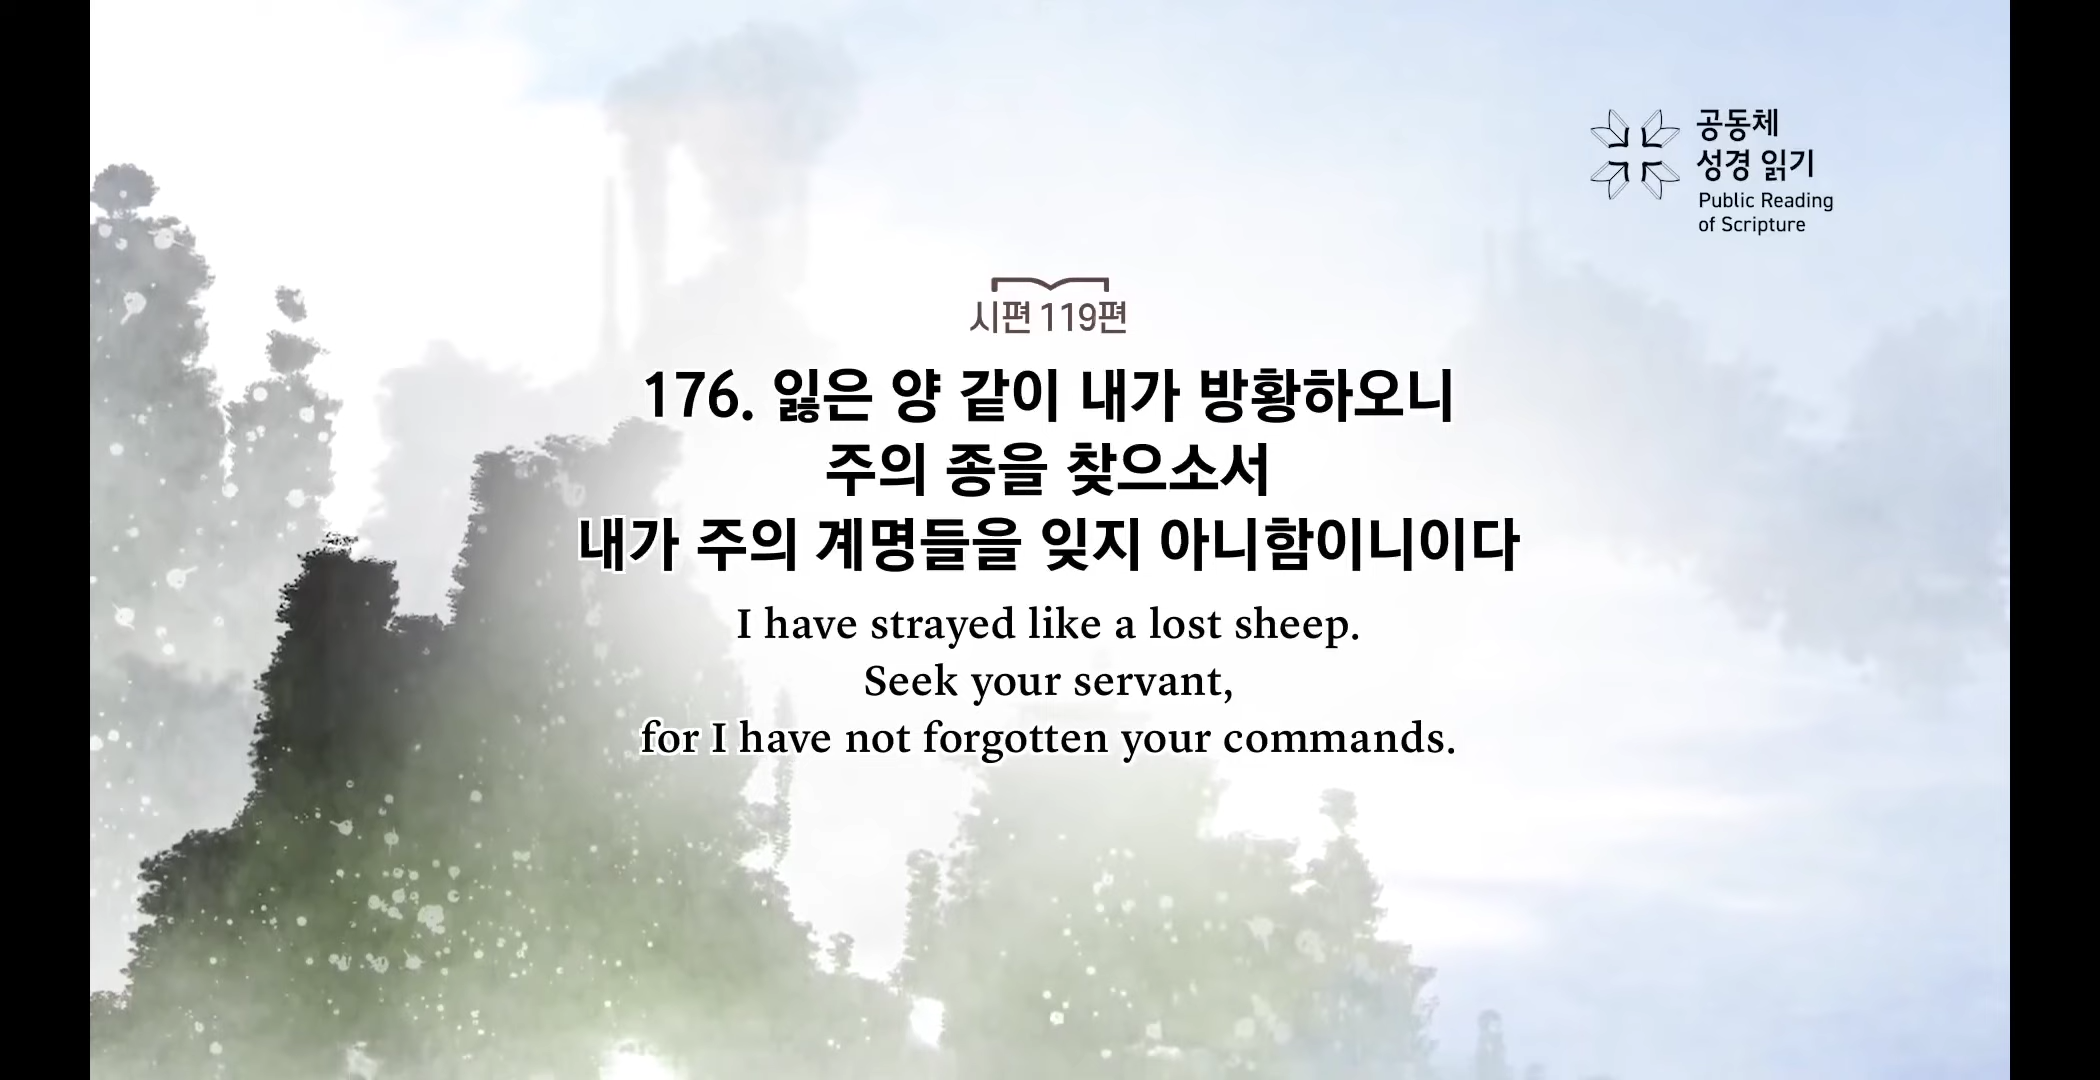 공동체
성경 읽기
Public Reading
of Scripture
시편 119편
176. 잃은 양 같이 내가 방황하오니
주의 종을 찾으소서
내가 주의 계명들을 잊지 아니함이니이다
I have strayed like a lost sheep.
Seek your servant,
for I have not forgotten your commands.